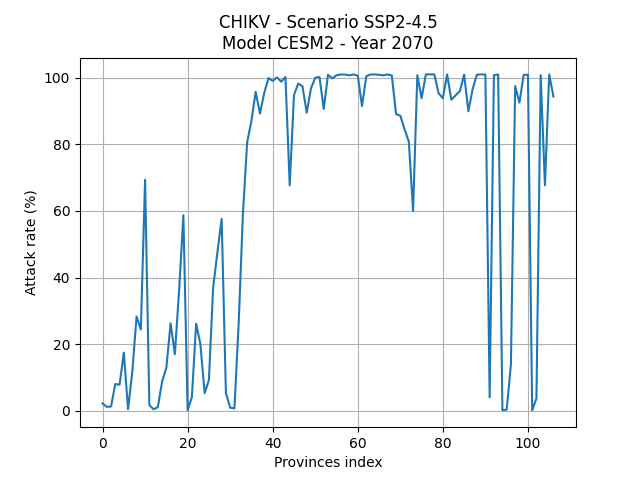 CHIKV - Scenario SSP2-4.5
Model CESM2 - Year 2070
Attack rate (%)
100
80
60
40
20
0
0 20 40 60 80 100
Provinces index